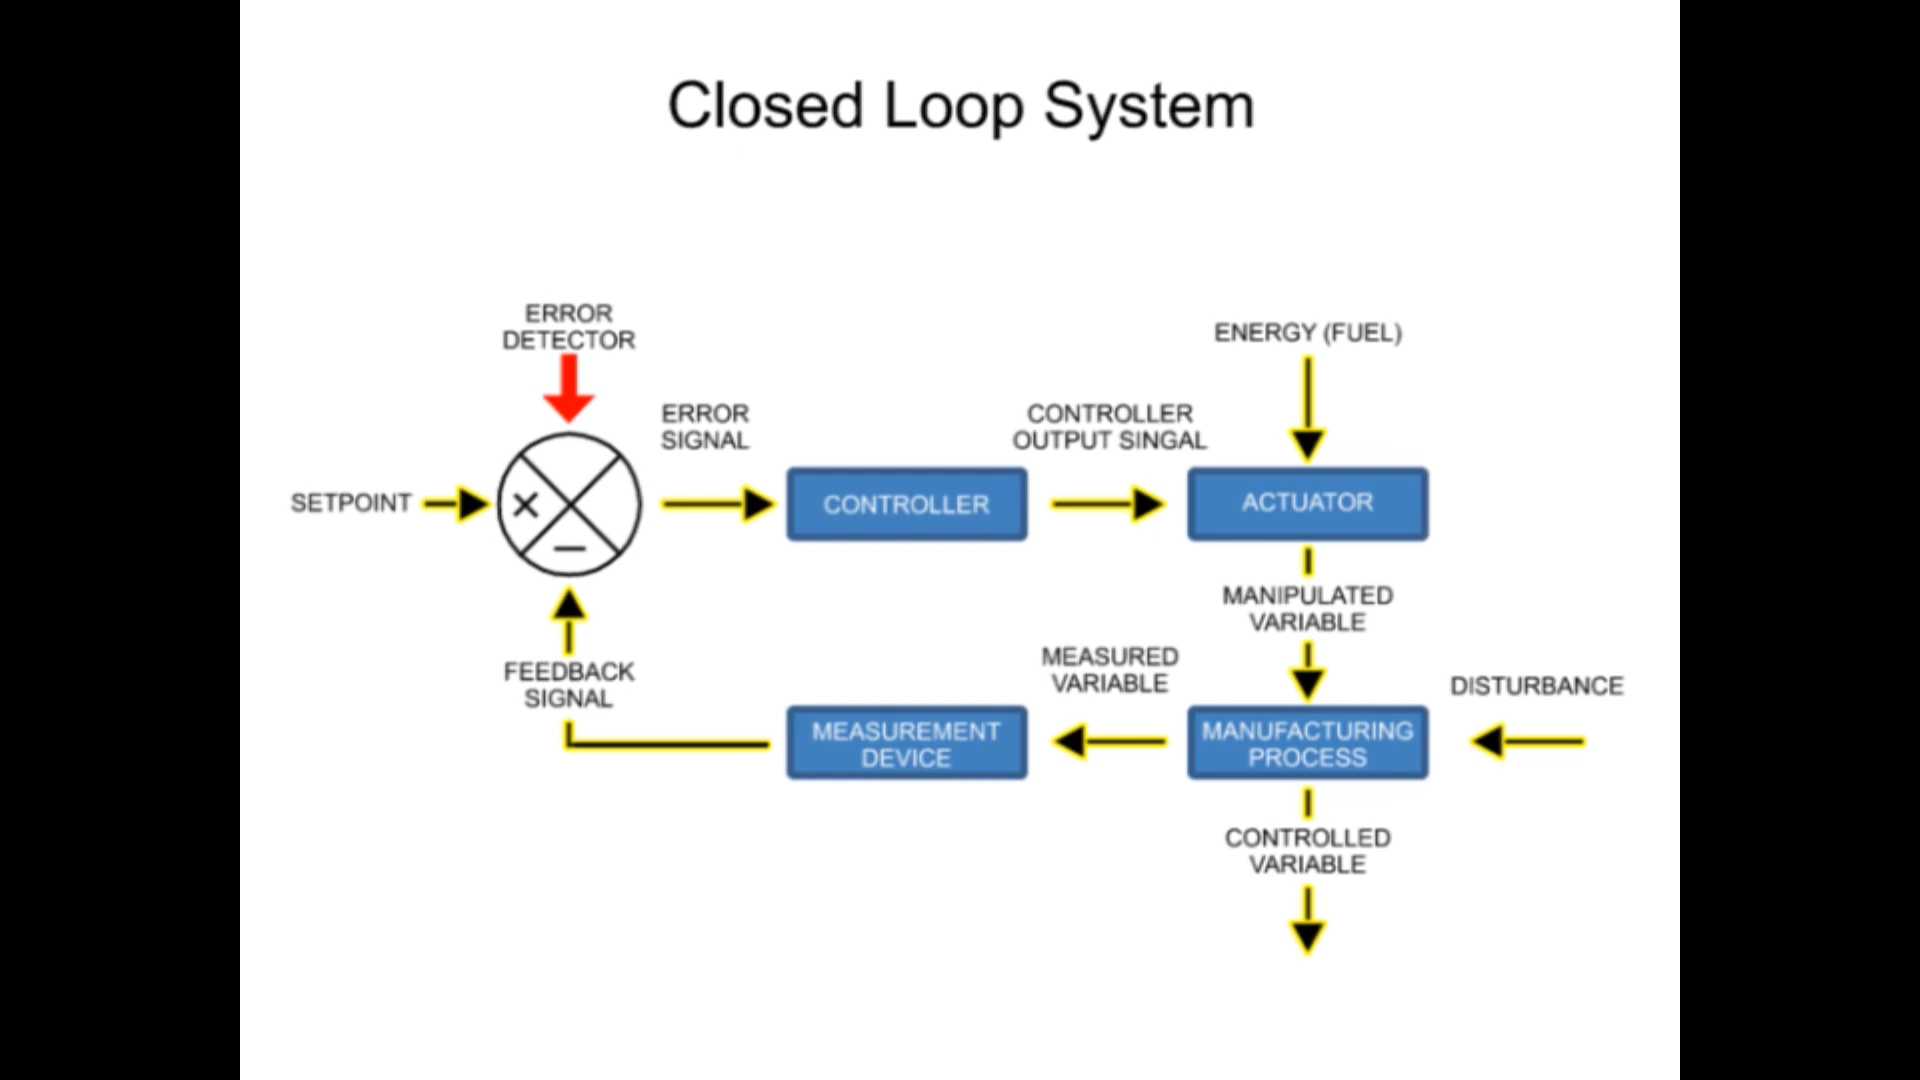 Closed Loop System
ERROR
DETECTOR
ENERGY (FUEL)
ERROR
SIGNAL
CONTROLLER
OUTPUT SINGAL
SETPOINT
×
CONTROLLER
ACTUATOR
−
MANIPULATED
VARIABLE
FEEDBACK
SIGNAL
MEASURED
VARIABLE
DISTURBANCE
MEASUREMENT
DEVICE
MANUFACTURING
PROCESS
CONTROLLED
VARIABLE